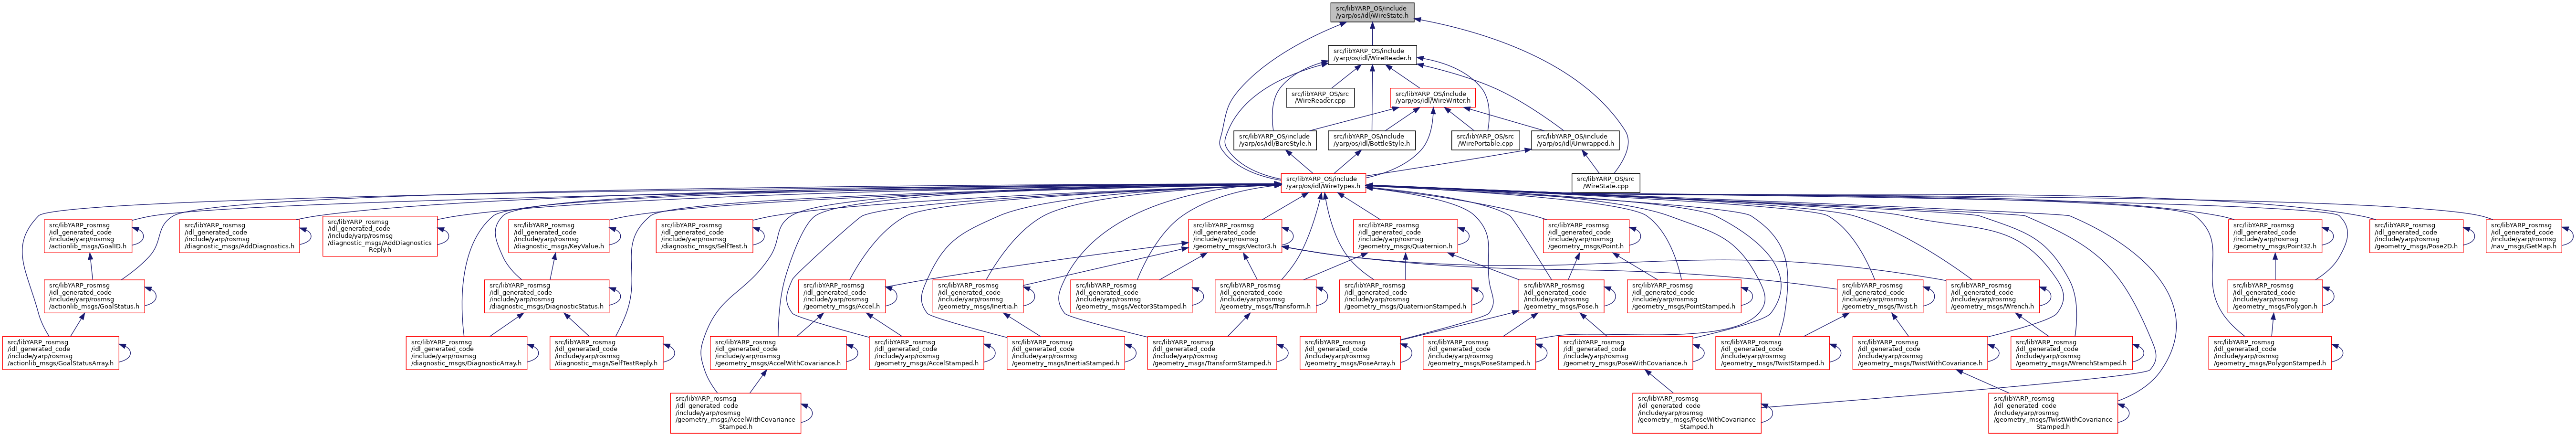 src/libYARP_OS/include
/yarp/os/idl/WireState.h
src/libYARP_OS/include
/yarp/os/idl/WireReader.h
src/libYARP_OS/src
/WireReader.cpp
src/libYARP_OS/include
/yarp/os/idl/WireWriter.h
src/libYARP_OS/include
/yarp/os/idl/BareStyle.h
src/libYARP_OS/include
/yarp/os/idl/BottleStyle.h
src/libYARP_OS/src
/WirePortable.cpp
src/libYARP_OS/include
/yarp/os/idl/Unwrapped.h
src/libYARP_OS/include
/yarp/os/idl/WireTypes.h
src/libYARP_OS/src
/WireState.cpp
src/libYARP_rosmsg
/idl_generated_code
/include/yarp/rosmsg
/actionlib_msgs/GoalID.h
src/libYARP_rosmsg
/idl_generated_code
/include/yarp/rosmsg
/diagnostic_msgs/AddDiagnostics.h
src/libYARP_rosmsg
/idl_generated_code
/include/yarp/rosmsg
/diagnostic_msgs/AddDiagnostics
Reply.h
src/libYARP_rosmsg
/idl_generated_code
/include/yarp/rosmsg
/diagnostic_msgs/KeyValue.h
src/libYARP_rosmsg
/idl_generated_code
/include/yarp/rosmsg
/diagnostic_msgs/SelfTest.h
src/libYARP_rosmsg
/idl_generated_code
/include/yarp/rosmsg
/geometry_msgs/Vector3.h
src/libYARP_rosmsg
/idl_generated_code
/include/yarp/rosmsg
/geometry_msgs/Quaternion.h
src/libYARP_rosmsg
/idl_generated_code
/include/yarp/rosmsg
/geometry_msgs/Point.h
src/libYARP_rosmsg
/idl_generated_code
/include/yarp/rosmsg
/geometry_msgs/Point32.h
src/libYARP_rosmsg
/idl_generated_code
/include/yarp/rosmsg
/geometry_msgs/Pose2D.h
src/libYARP_rosmsg
/idl_generated_code
/include/yarp/rosmsg
/nav_msgs/GetMap.h
src/libYARP_rosmsg
/idl_generated_code
/include/yarp/rosmsg
/actionlib_msgs/GoalStatus.h
src/libYARP_rosmsg
/idl_generated_code
/include/yarp/rosmsg
/diagnostic_msgs/DiagnosticStatus.h
src/libYARP_rosmsg
/idl_generated_code
/include/yarp/rosmsg
/geometry_msgs/Accel.h
src/libYARP_rosmsg
/idl_generated_code
/include/yarp/rosmsg
/geometry_msgs/Inertia.h
src/libYARP_rosmsg
/idl_generated_code
/include/yarp/rosmsg
/geometry_msgs/Vector3Stamped.h
src/libYARP_rosmsg
/idl_generated_code
/include/yarp/rosmsg
/geometry_msgs/Transform.h
src/libYARP_rosmsg
/idl_generated_code
/include/yarp/rosmsg
/geometry_msgs/QuaternionStamped.h
src/libYARP_rosmsg
/idl_generated_code
/include/yarp/rosmsg
/geometry_msgs/Pose.h
src/libYARP_rosmsg
/idl_generated_code
/include/yarp/rosmsg
/geometry_msgs/PointStamped.h
src/libYARP_rosmsg
/idl_generated_code
/include/yarp/rosmsg
/geometry_msgs/Twist.h
src/libYARP_rosmsg
/idl_generated_code
/include/yarp/rosmsg
/geometry_msgs/Wrench.h
src/libYARP_rosmsg
/idl_generated_code
/include/yarp/rosmsg
/geometry_msgs/Polygon.h
src/libYARP_rosmsg
/idl_generated_code
/include/yarp/rosmsg
/actionlib_msgs/GoalStatusArray.h
src/libYARP_rosmsg
/idl_generated_code
/include/yarp/rosmsg
/diagnostic_msgs/DiagnosticArray.h
src/libYARP_rosmsg
/idl_generated_code
/include/yarp/rosmsg
/diagnostic_msgs/SelfTestReply.h
src/libYARP_rosmsg
/idl_generated_code
/include/yarp/rosmsg
/geometry_msgs/AccelWithCovariance.h
src/libYARP_rosmsg
/idl_generated_code
/include/yarp/rosmsg
/geometry_msgs/AccelStamped.h
src/libYARP_rosmsg
/idl_generated_code
/include/yarp/rosmsg
/geometry_msgs/InertiaStamped.h
src/libYARP_rosmsg
/idl_generated_code
/include/yarp/rosmsg
/geometry_msgs/TransformStamped.h
src/libYARP_rosmsg
/idl_generated_code
/include/yarp/rosmsg
/geometry_msgs/PoseArray.h
src/libYARP_rosmsg
/idl_generated_code
/include/yarp/rosmsg
/geometry_msgs/PoseStamped.h
src/libYARP_rosmsg
/idl_generated_code
/include/yarp/rosmsg
/geometry_msgs/PoseWithCovariance.h
src/libYARP_rosmsg
/idl_generated_code
/include/yarp/rosmsg
/geometry_msgs/TwistStamped.h
src/libYARP_rosmsg
/idl_generated_code
/include/yarp/rosmsg
/geometry_msgs/TwistWithCovariance.h
src/libYARP_rosmsg
/idl_generated_code
/include/yarp/rosmsg
/geometry_msgs/WrenchStamped.h
src/libYARP_rosmsg
/idl_generated_code
/include/yarp/rosmsg
/geometry_msgs/PolygonStamped.h
src/libYARP_rosmsg
/idl_generated_code
/include/yarp/rosmsg
/geometry_msgs/AccelWithCovariance
Stamped.h
src/libYARP_rosmsg
/idl_generated_code
/include/yarp/rosmsg
/geometry_msgs/PoseWithCovariance
Stamped.h
src/libYARP_rosmsg
/idl_generated_code
/include/yarp/rosmsg
/geometry_msgs/TwistWithCovariance
Stamped.h